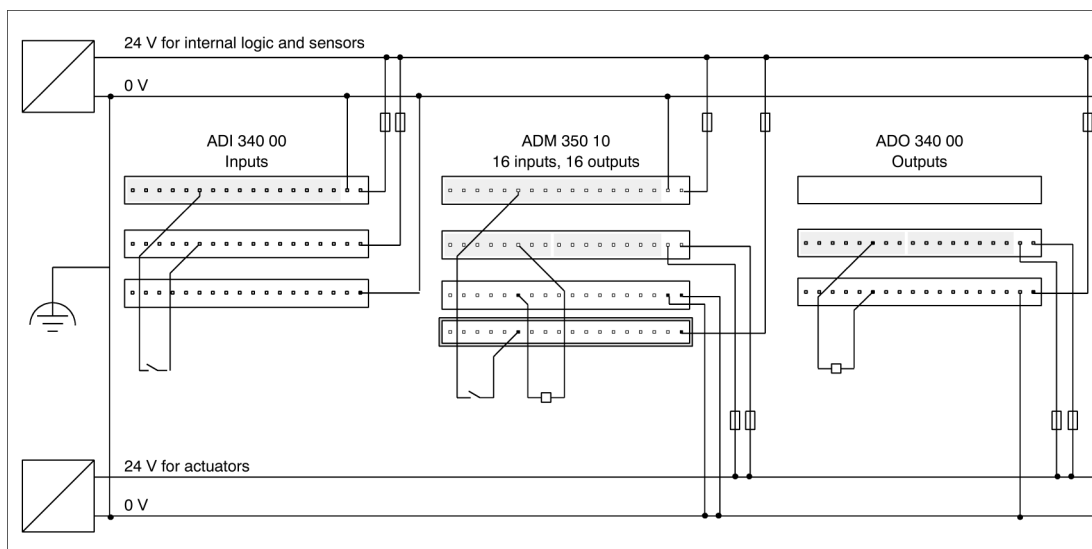 24 V for internal logic and sensors
0 V
ADI 340 00
Inputs
ADM 350 10
16 inputs, 16 outputs
ADO 340 00
Outputs
24 V for actuators
0 V